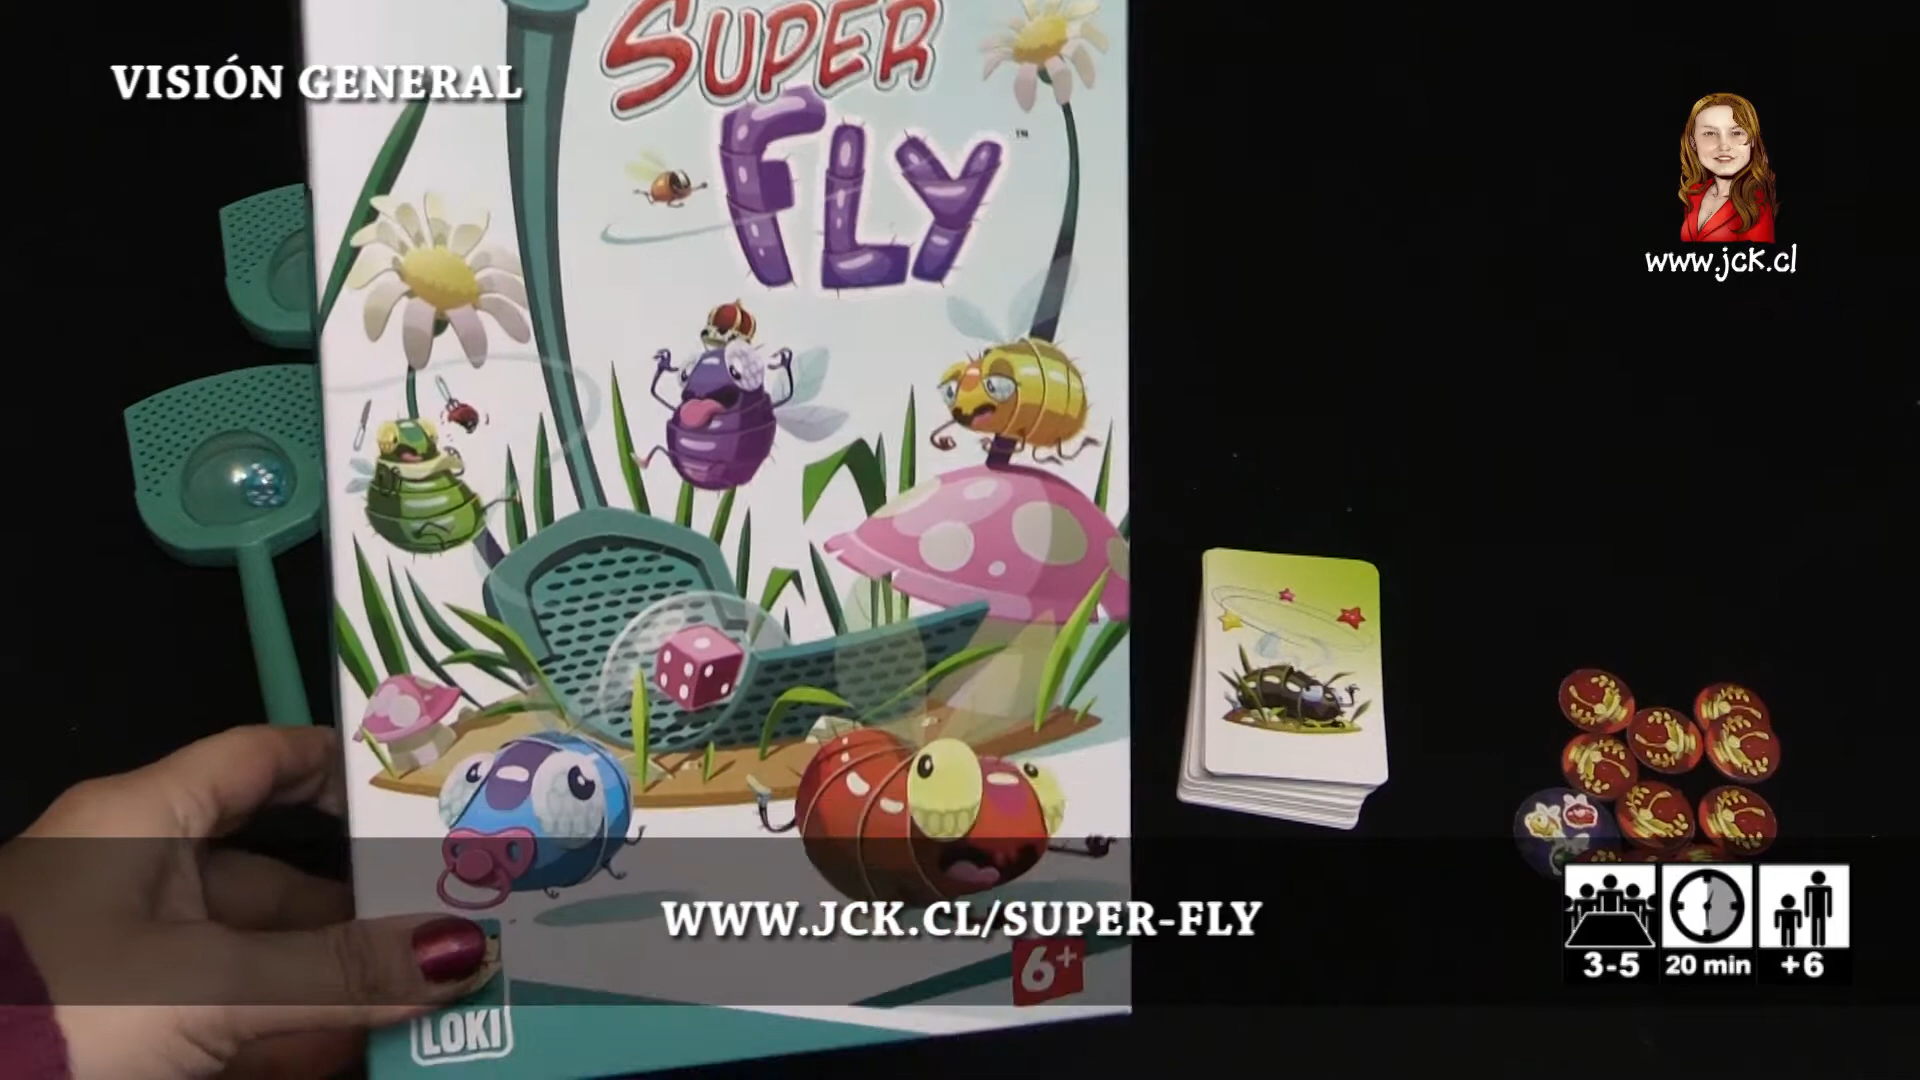 VISIÓN GENERAL
SUPER
FLY
TM
www.jck.cl
WWW.JCK.CL/SUPER-FLY
6+
3-5
20 min
+6
LOKI